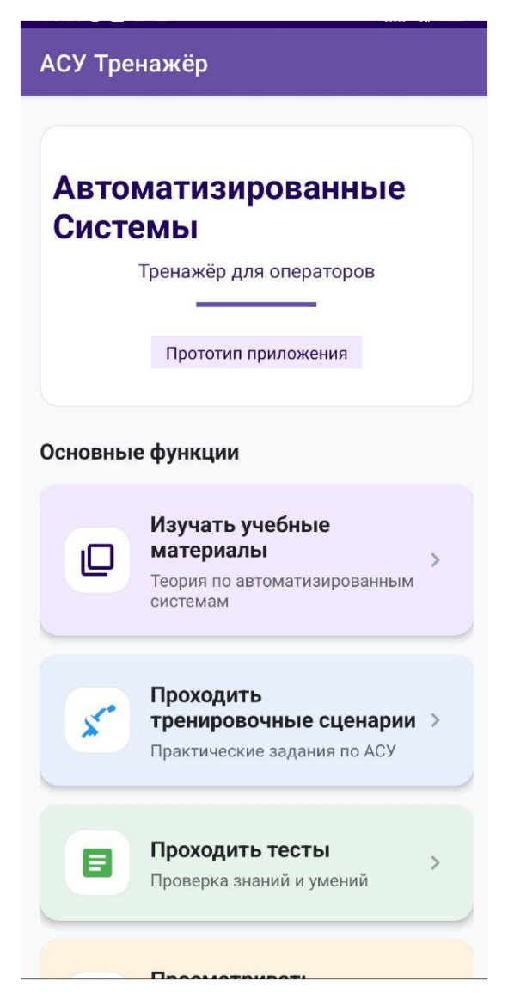 АСУ Тренажёр
Автоматизированные
Системы
Тренажёр для операторов
Прототип приложения
Основные функции
Изучать учебные
материалы
Теория по автоматизированным
системам
Проходить
тренировочные сценарии
Практические задания по АСУ
Проходить тесты
Проверка знаний и умений
Просматривать